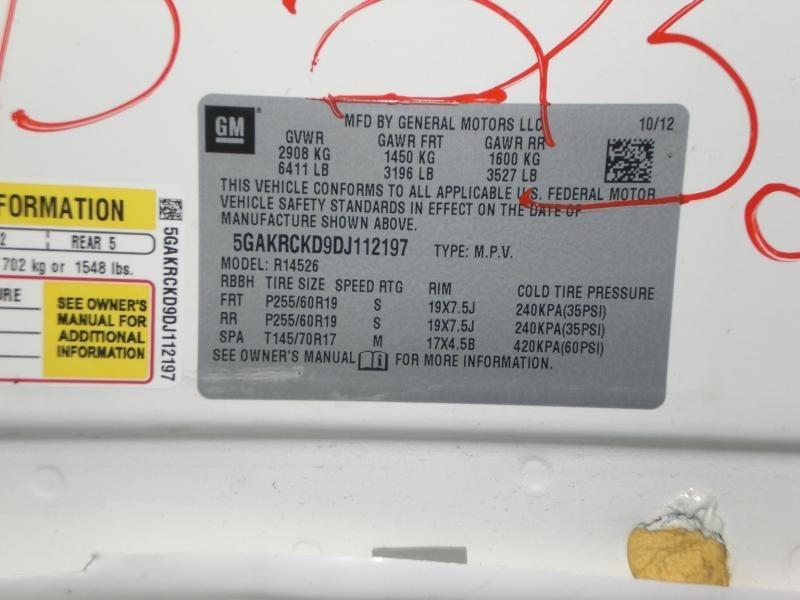 GM
MFD BY GENERAL MOTORS LLC 10/12
GVWR GAWR FRT GAWR RR
2908 KG 1450 KG 1600 KG
6411 LB 3196 LB 3527 LB
THIS VEHICLE CONFORMS TO ALL APPLICABLE U.S. FEDERAL MOTOR
VEHICLE SAFETY STANDARDS IN EFFECT ON THE DATE OF
MANUFACTURE SHOWN ABOVE.
5GAKRCKD9DJ112197 TYPE: M.P.V.
MODEL: R14526
RBBH TIRE SIZE SPEED RTG RIM COLD TIRE PRESSURE
FRT P255/60R19 S 19X7.5J 240KPA(35PSI)
RR P255/60R19 S 19X7.5J 240KPA(35PSI)
SPA T145/70R17 M 17X4.5B 420KPA(60PSI)
SEE OWNER'S MANUAL i FOR MORE INFORMATION.
FORMATION
2 REAR 5
702 kg or 1548 lbs.
URE
SEE OWNER'S
MANUAL FOR
ADDITIONAL
INFORMATION
5GAKRCKD9DJ112197